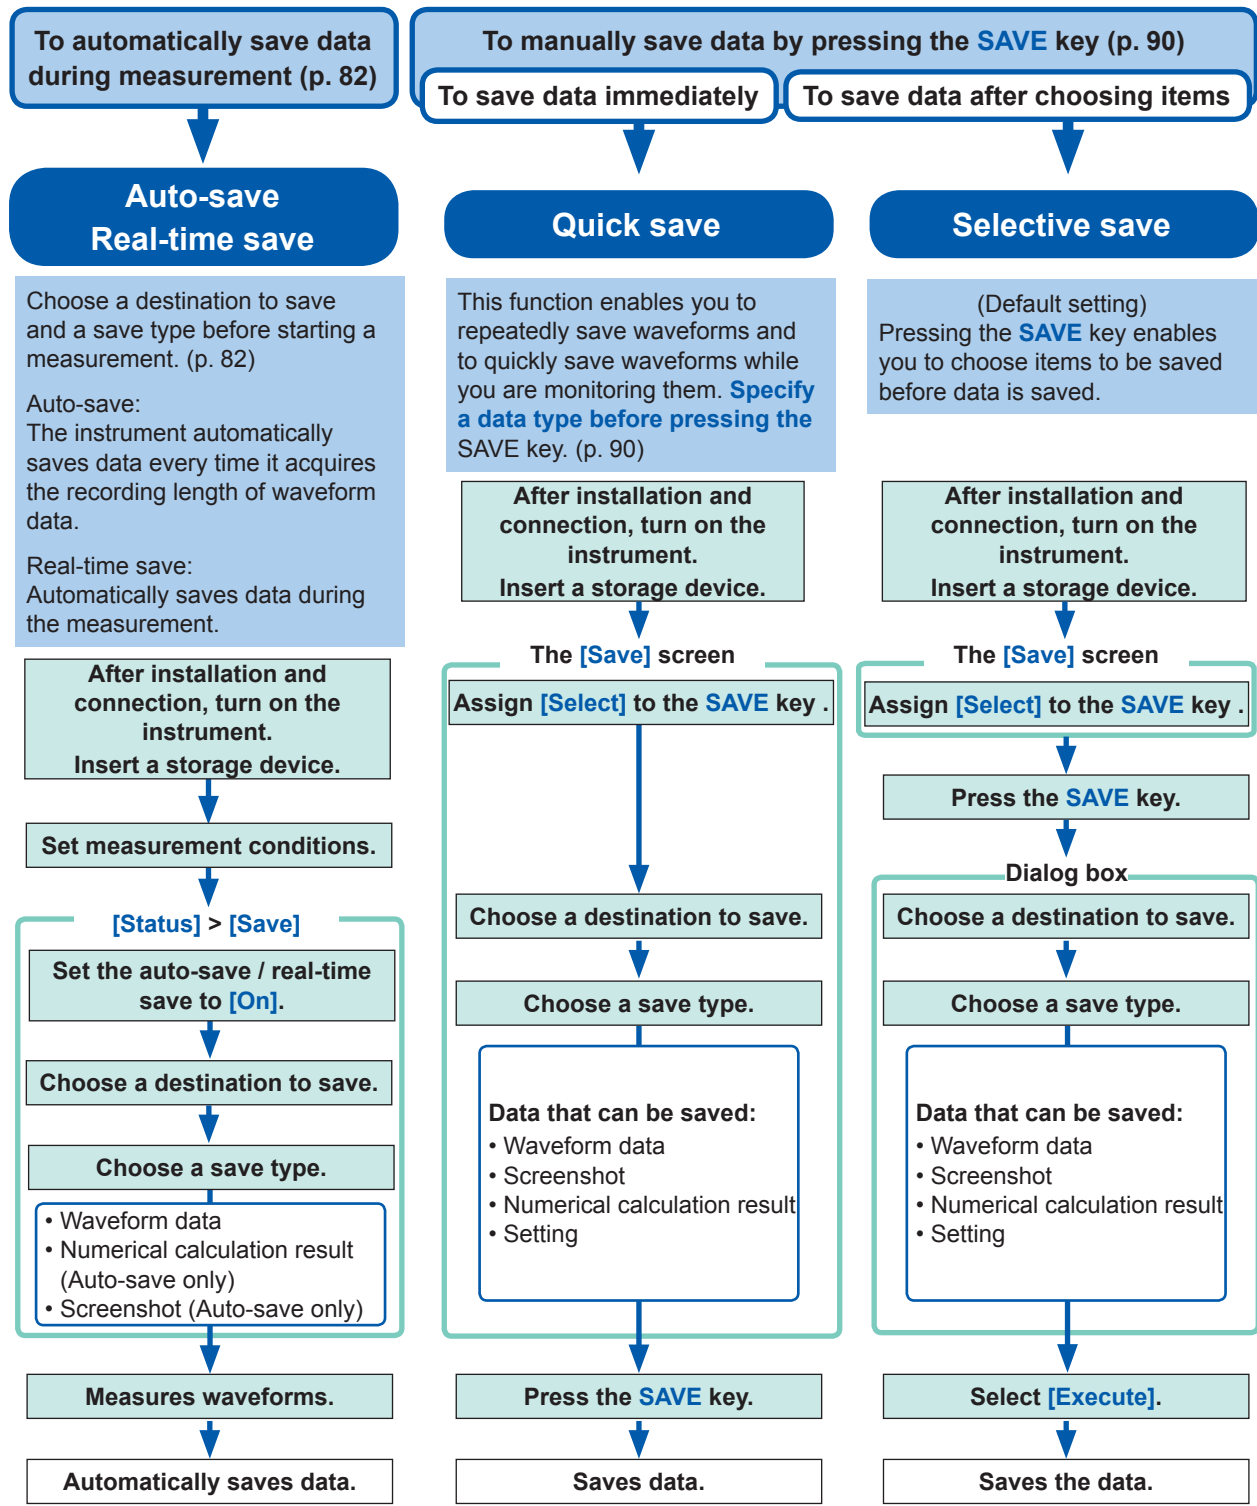 To automatically save data
during measurement (p. 82)
To manually save data by pressing the SAVE key (p. 90)
To save data immediately
To save data after choosing items
Auto-save
Real-time save
Choose a destination to save
and a save type before starting a
measurement. (p. 82)
Auto-save:
The instrument automatically
saves data every time it acquires
the recording length of waveform
data.
Real-time save:
Automatically saves data during
the measurement.
After installation and
connection, turn on the
instrument.
Insert a storage device.
Set measurement conditions.
[Status] > [Save]
Set the auto-save / real-time
save to [On].
Choose a destination to save.
Choose a save type.
• Waveform data
• Numerical calculation result
(Auto-save only)
• Screenshot (Auto-save only)
Measures waveforms.
Automatically saves data.
Quick save
This function enables you to
repeatedly save waveforms and
to quickly save waveforms while
you are monitoring them. Specify
a data type before pressing the
SAVE key. (p. 90)
After installation and
connection, turn on the
instrument.
Insert a storage device.
The [Save] screen
Assign [Select] to the SAVE key .
Choose a destination to save.
Choose a save type.
Data that can be saved:
• Waveform data
• Screenshot
• Numerical calculation result
• Setting
Press the SAVE key.
Saves data.
Selective save
(Default setting)
Pressing the SAVE key enables
you to choose items to be saved
before data is saved.
After installation and
connection, turn on the
instrument.
Insert a storage device.
The [Save] screen
Assign [Select] to the SAVE key .
Press the SAVE key.
Dialog box
Choose a destination to save.
Choose a save type.
Data that can be saved:
• Waveform data
• Screenshot
• Numerical calculation result
• Setting
Select [Execute].
Saves the data.